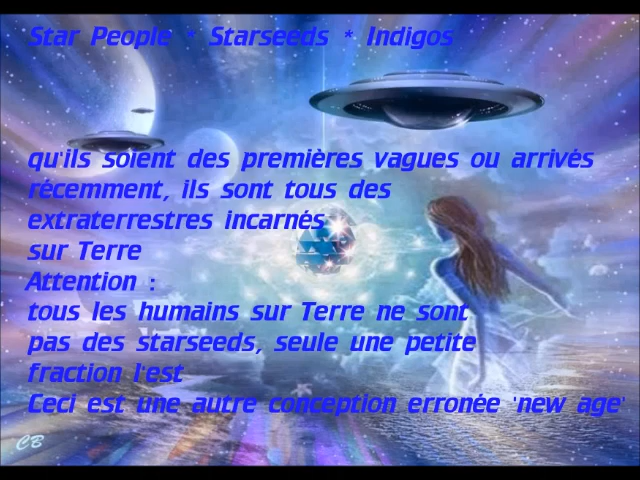 Star People * Starseeds * Indigos
qu'ils soient des premières vagues ou arrivés
récemment, ils sont tous des
extraterrestres incarnés
sur Terre
Attention :
tous les humains sur Terre ne sont
pas des starseeds, seule une petite
fraction l'est
Ceci est une autre conception erronée 'new age'
CB